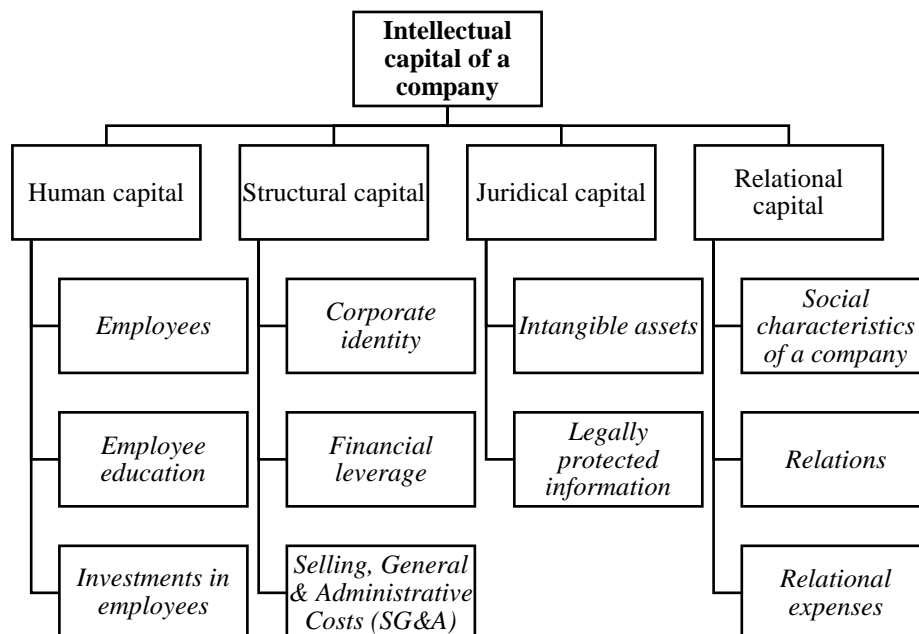 Intellectual
capital of a
company
Human capital
Structural capital
Juridical capital
Relational
capital
Employees
Corporate
identity
Intangible assets
Social
characteristics
of a company
Employee
education
Financial
leverage
Legally
protected
information
Relations
Investments in
employees
Selling, General
& Administrative
Costs (SG&A)
Relational
expenses